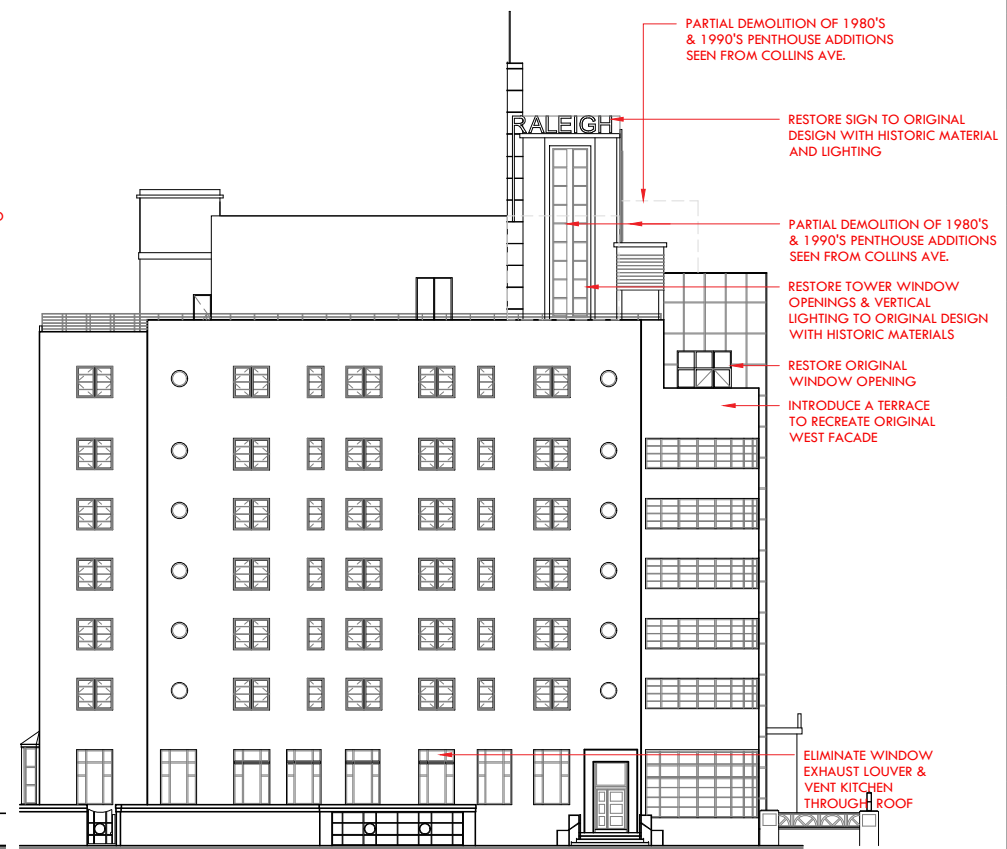 PARTIAL DEMOLITION OF 1980'S
& 1990'S PENTHOUSE ADDITIONS
SEEN FROM COLLINS AVE.
RALEIGH
RESTORE SIGN TO ORIGINAL
DESIGN WITH HISTORIC MATERIAL
AND LIGHTING
PARTIAL DEMOLITION OF 1980'S
& 1990'S PENTHOUSE ADDITIONS
SEEN FROM COLLINS AVE.
RESTORE TOWER WINDOW
OPENINGS & VERTICAL
LIGHTING TO ORIGINAL DESIGN
WITH HISTORIC MATERIALS
RESTORE ORIGINAL
WINDOW OPENING
INTRODUCE A TERRACE
TO RECREATE ORIGINAL
WEST FACADE
ELIMINATE WINDOW
EXHAUST LOUVER &
VENT KITCHEN
THROUGH ROOF